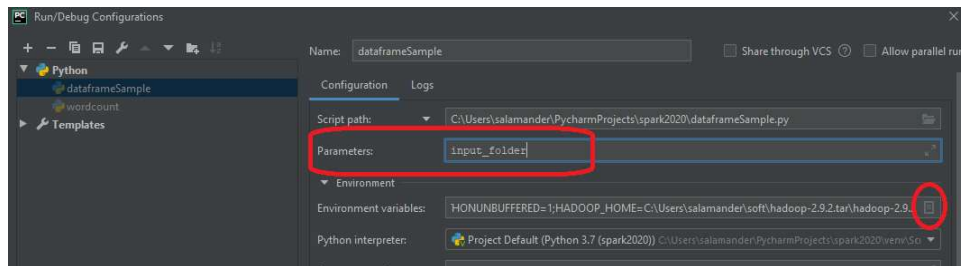 PC Run/Debug Configurations
Name: dataframeSample
Share through VCS
Allow parallel rur
Python
dataframeSample
wordcount
Templates
Configuration Logs
Script path: C:\Users\salamander\PycharmProjects\spark2020\dataframeSample.py
Parameters: input_folder
Environment
Environment variables: HONUNBUFFERED=1;HADOOP_HOME=C:\Users\salamander\soft\hadoop-2.9.2.tar\hadoop-2.9..
Python interpreter: Project Default (Python 3.7 (spark2020)) C:\Users\salamander\PycharmProjects\spark2020\venv\Sc